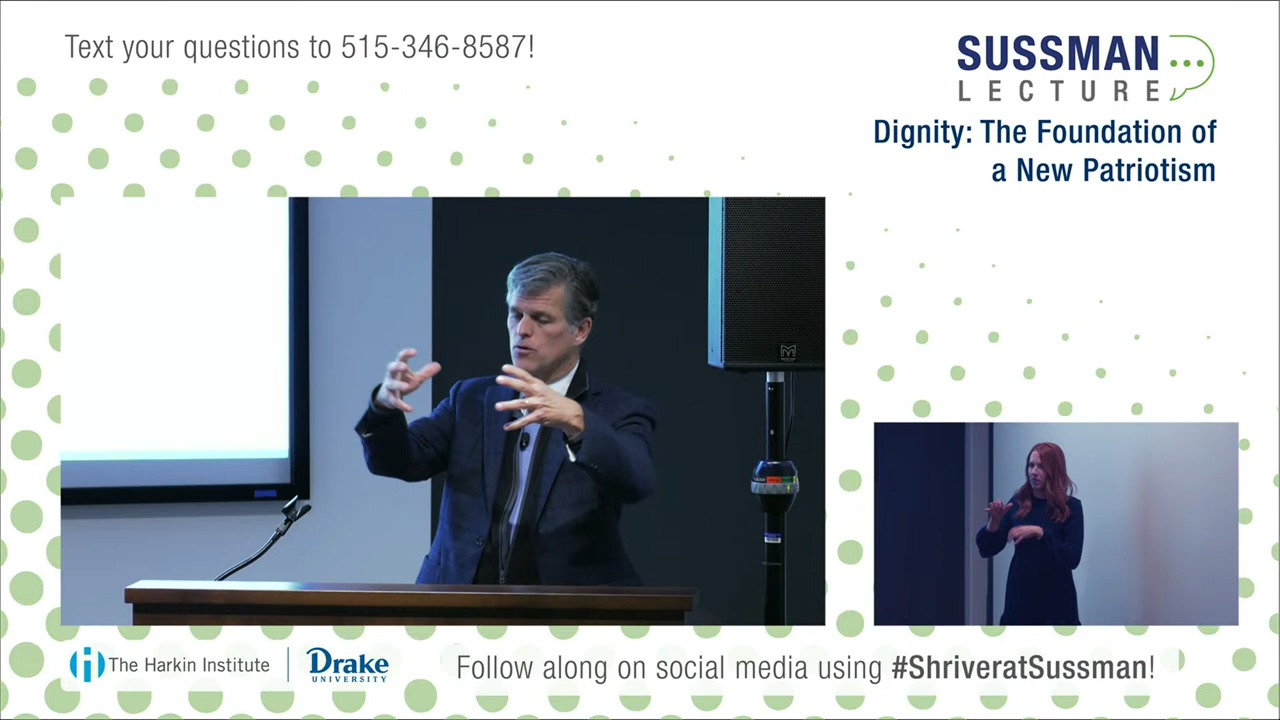 Text your questions to 515-346-8587!
SUSSMAN
LECTURE
Dignity: The Foundation of
a New Patriotism
The Harkin Institute
Drake
UNIVERSITY
Follow along on social media using #ShriveratSussman!